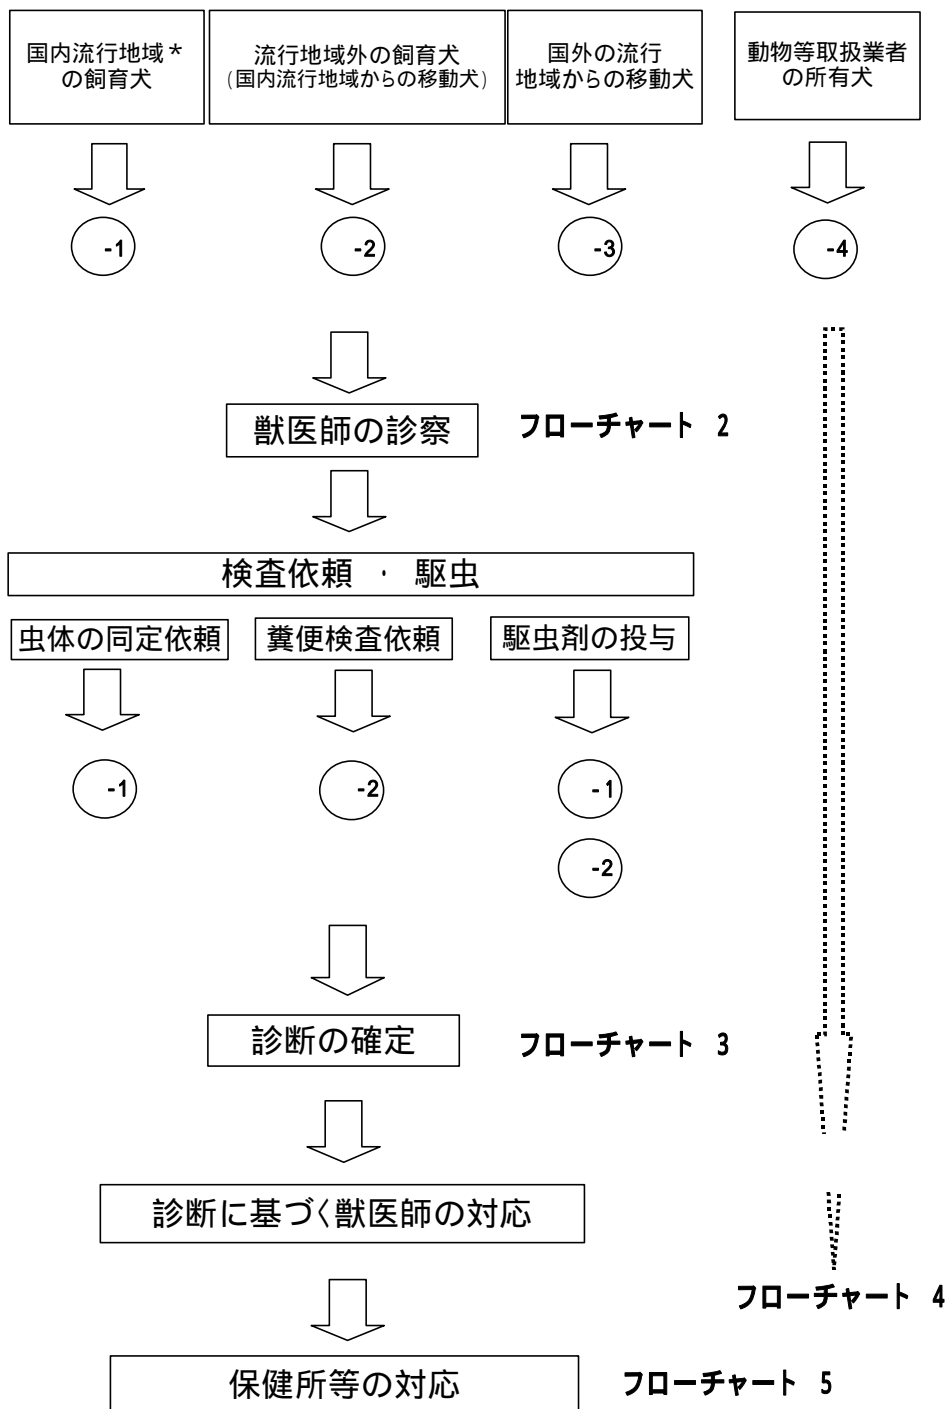 国内流行地域*
の飼育犬
流行地域外の飼育犬
(国内流行地域からの移動犬)
国外の流行
地域からの移動犬
動物等取扱業者
の所有犬
-1
-2
-3
-4
獣医師の診察
フローチャート 2
検査依頼 ・ 駆虫
虫体の同定依頼
糞便検査依頼
駆虫剤の投与
-1
-2
-1
-2
診断の確定
フローチャート 3
診断に基づく獣医師の対応
フローチャート 4
保健所等の対応
フローチャート 5